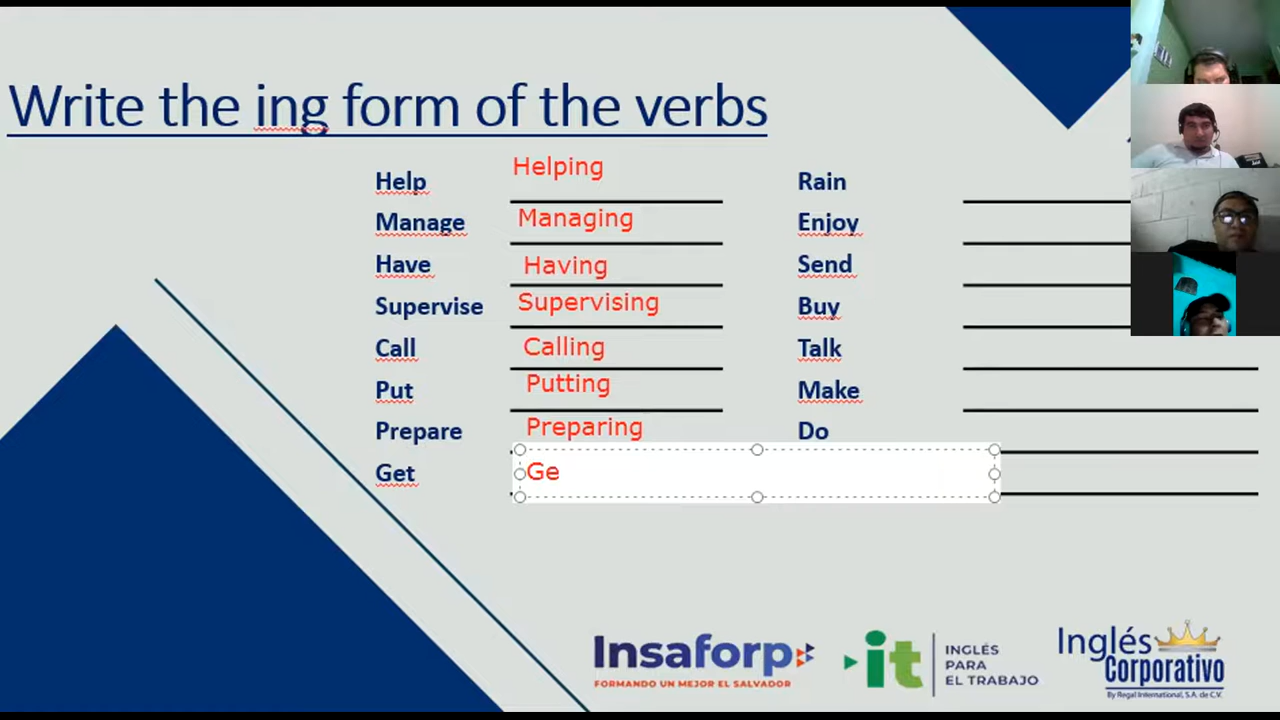 Write the ing form of the verbs
Help Helping
Manage Managing
Have Having
Supervise Supervising
Call Calling
Put Putting
Prepare Preparing
Get Ge
Rain
Enjoy
Send
Buy
Talk
Make
Do
Insaforp
FORMANDO UN MEJOR EL SALVADOR
it
INGLÉS
PARA
EL TRABAJO
Inglés
Corporativo
By Regal International, S.A. de C.V.